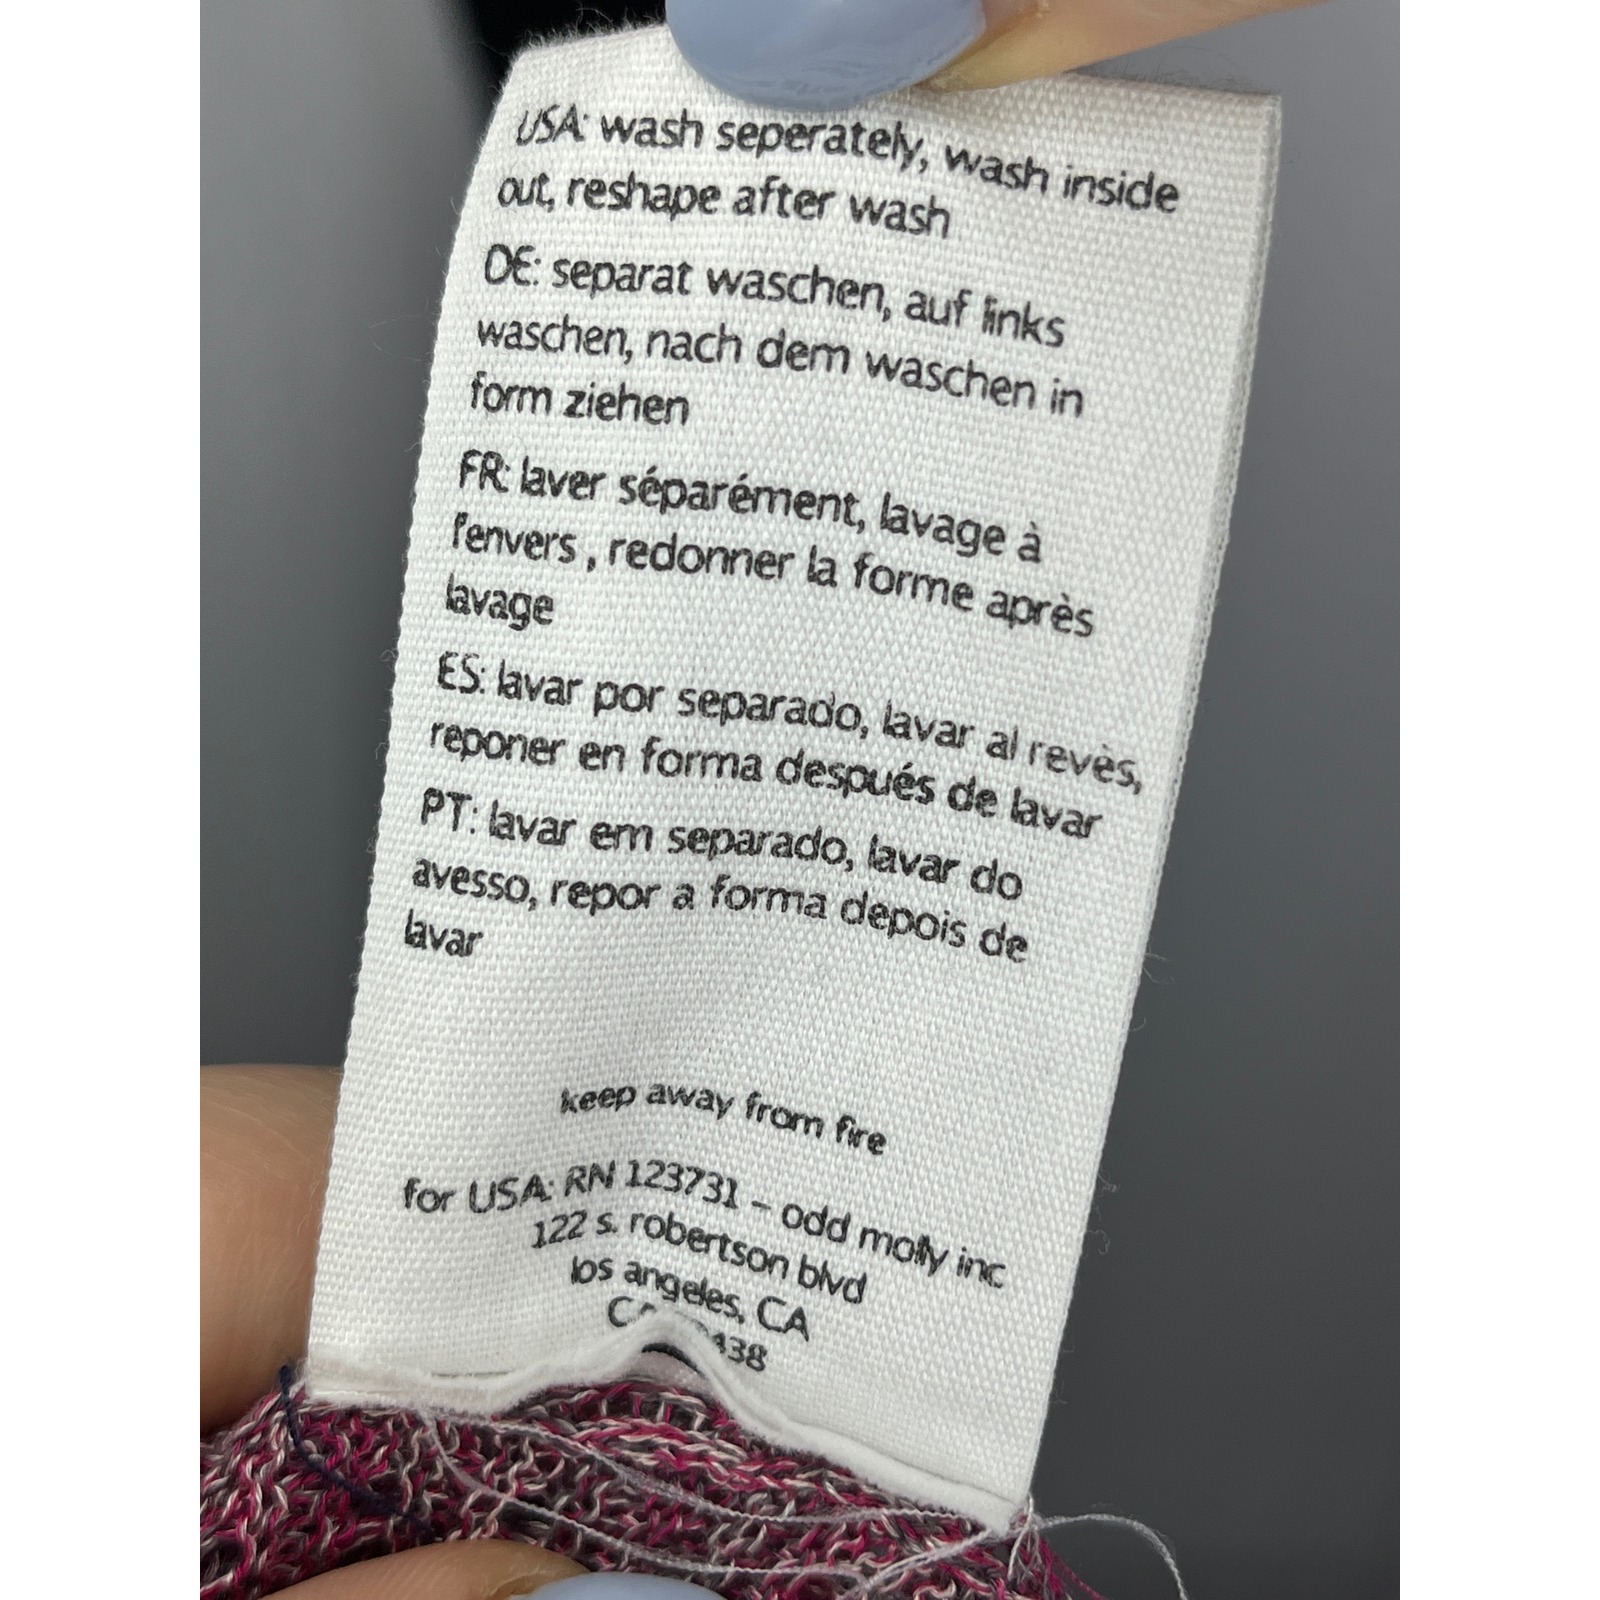 USA: wash seperately, wash inside
out, reshape after wash
DE: separat waschen, auf links
waschen, nach dem waschen in
form ziehen
FR: laver séparément, lavage à
l'envers , redonner la forme après
lavage
ES: lavar por separado, lavar al revès,
reponer en forma después de lavar
PT: lavar em separado, lavar do
avesso, repor a forma depois de
lavar
keep away from fire
for USA: RN 123731 – odd molly inc
122 s. robertson blvd
los angeles, CA